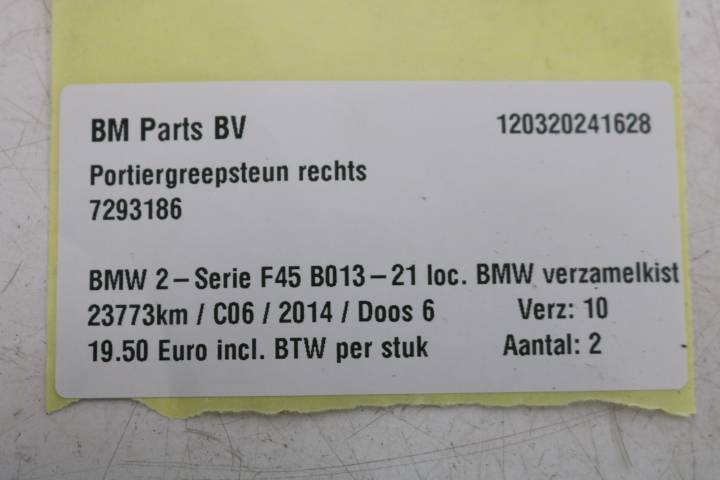 BM Parts BV 120320241628
Portiergreepsteun rechts
7293186
BMW 2-Serie F45 B013-21 loc. BMW verzamelkist
23773km / C06 / 2014 / Doos 6 Verz: 10
19.50 Euro incl. BTW per stuk Aantal: 2